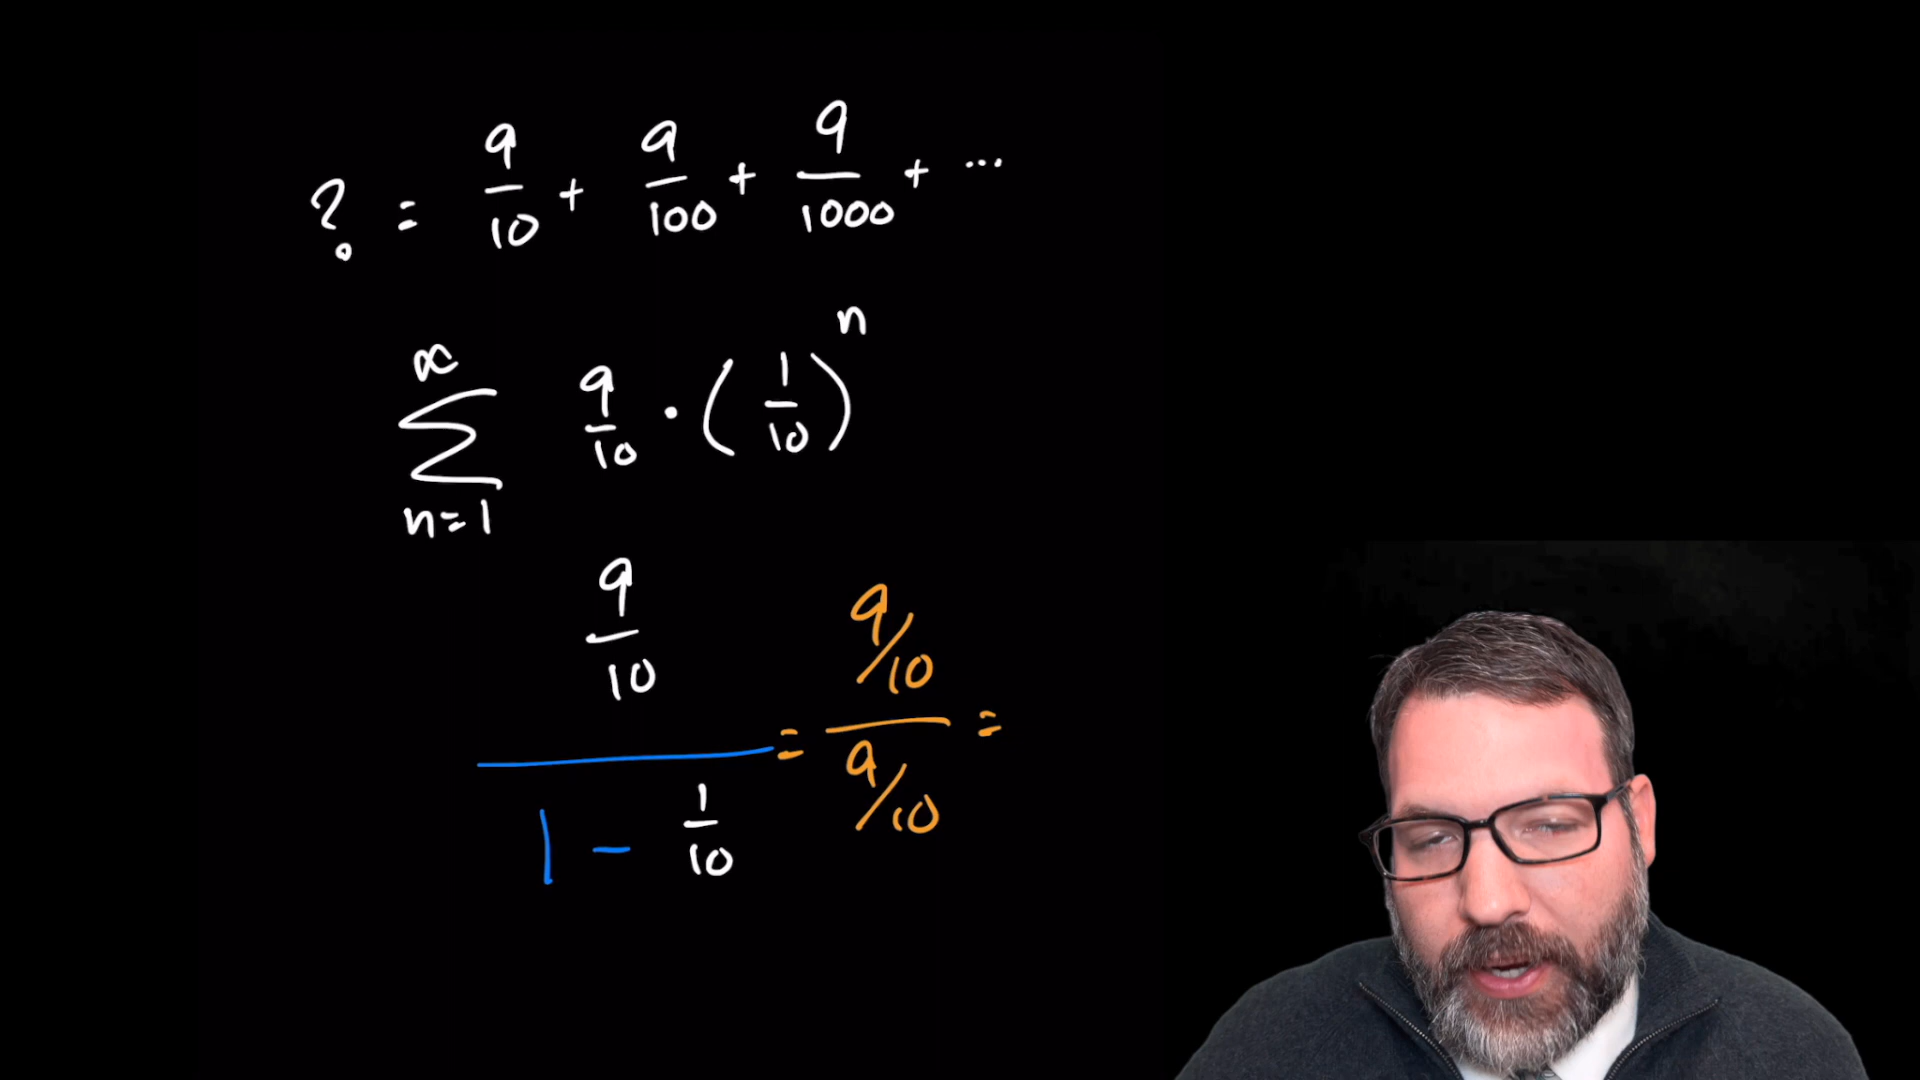 ? = 9/10 + 9/100 + 9/1000 + ...
∞
∑ 9/10 · (1/10)^n
n=1
9/10 / 1 - 1/10 = 9/10 / 9/10 =